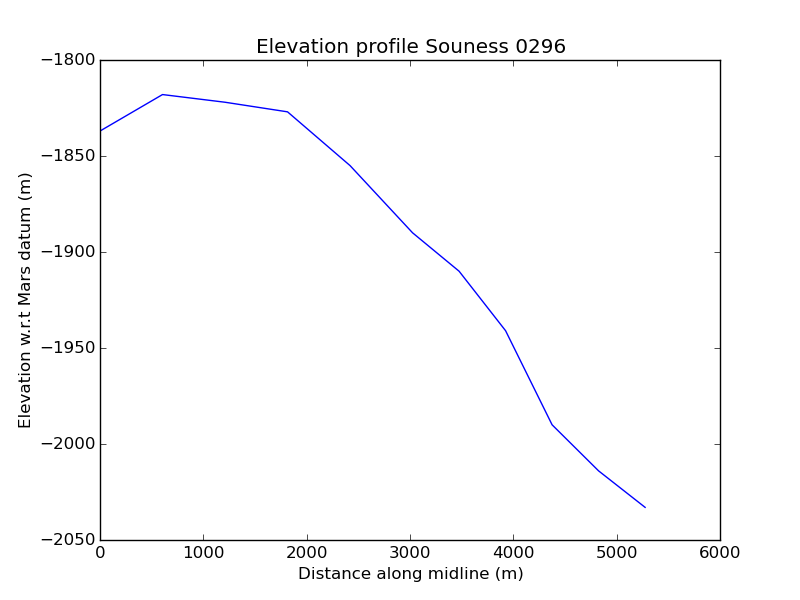 Elevation profile Souness 0296
−1800
−1850
−1900
−1950
−2000
−2050
Elevation w.r.t Mars datum (m)
0 1000 2000 3000 4000 5000 6000
Distance along midline (m)